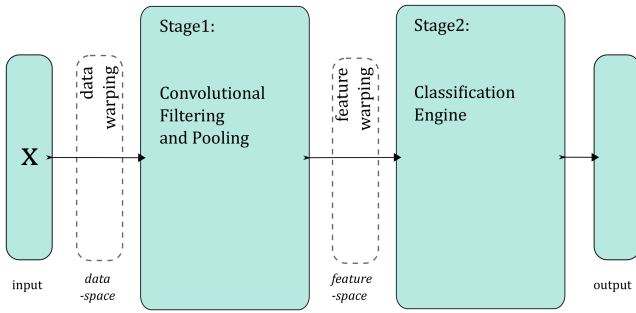 x
input
data
warping
data
-space
Stage1:
Convolutional
Filtering
and Pooling
feature
warping
feature
-space
Stage2:
Classification
Engine
output